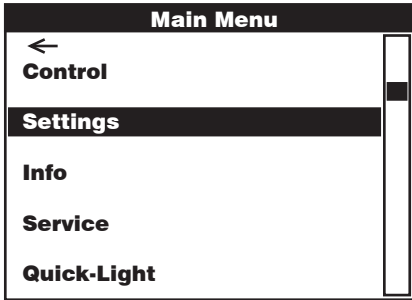 Main Menu
Control
Settings
Info
Service
Quick-Light